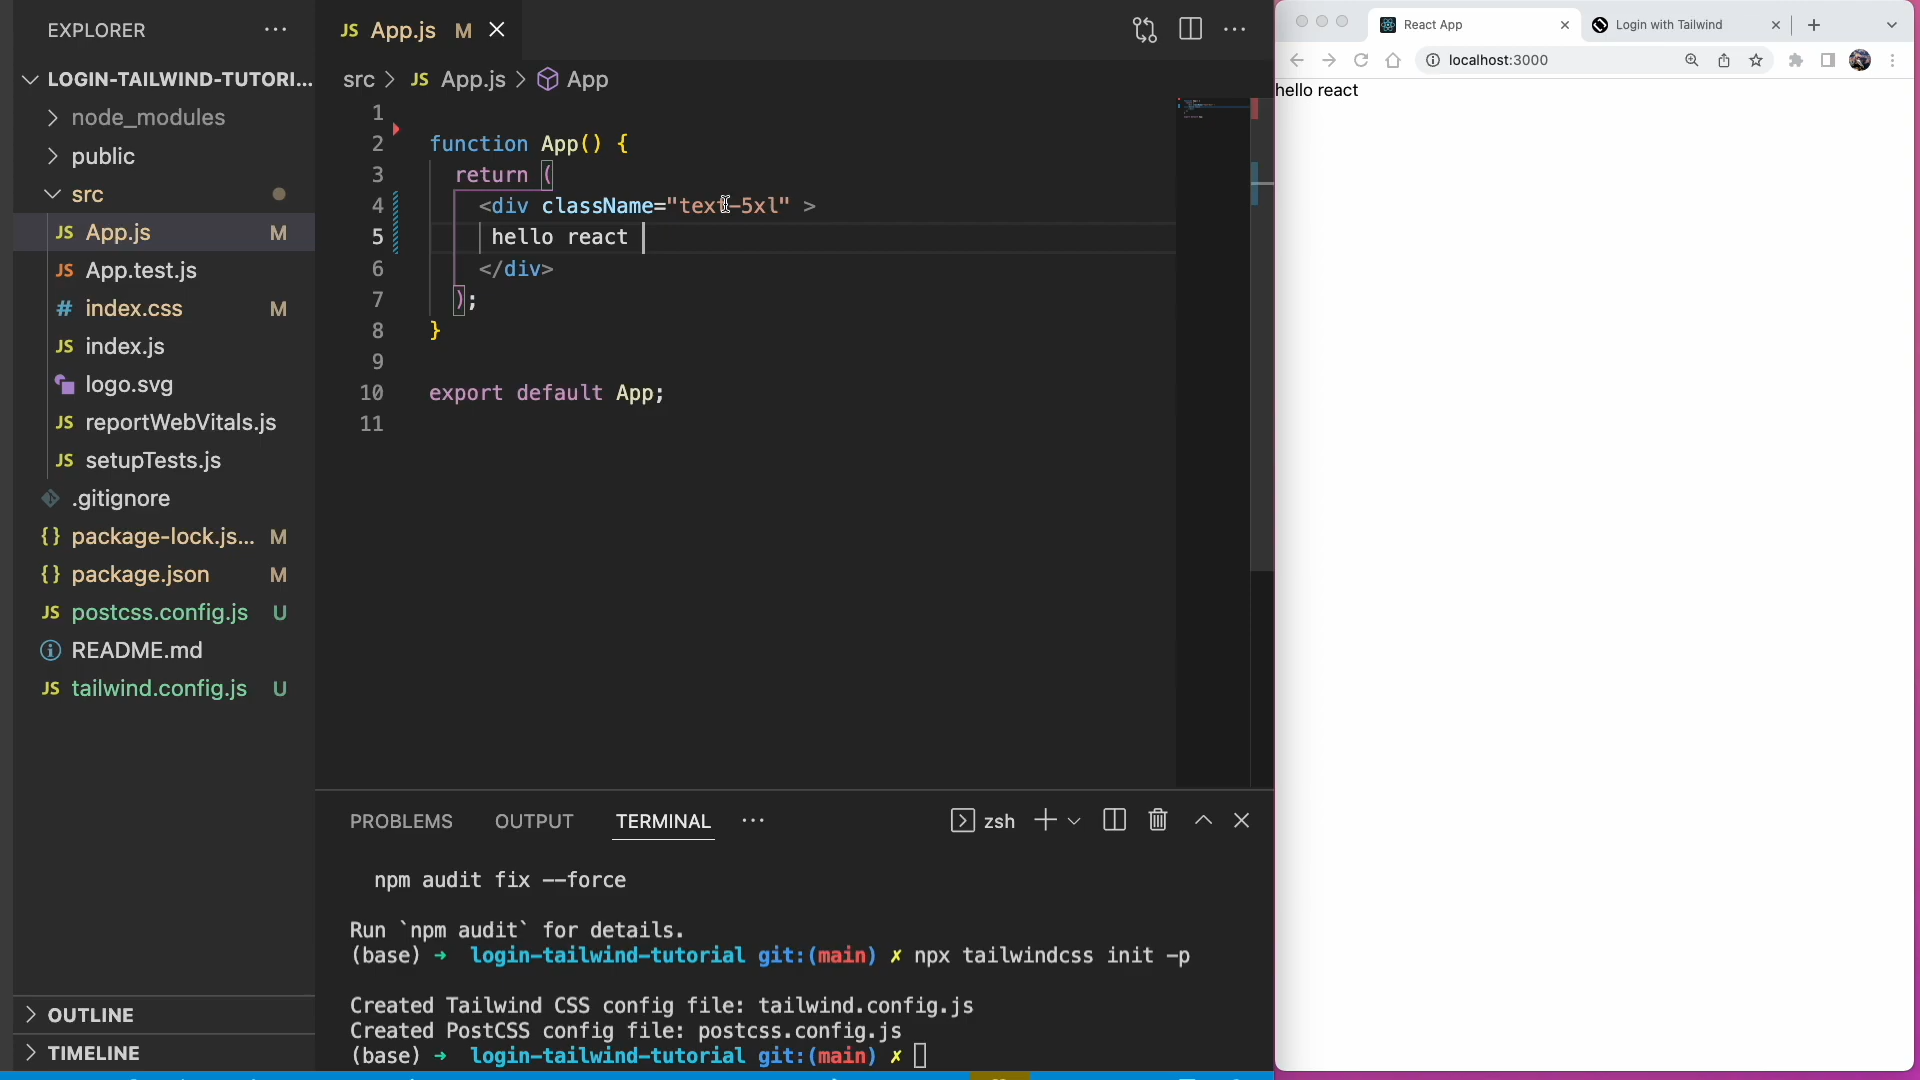 EXPLORER
LOGIN-TAILWIND-TUTORI...
node_modules
public
src
JS App.js M
JS App.test.js
# index.css M
JS index.js
logo.svg
JS reportWebVitals.js
JS setupTests.js
.gitignore
{} package-lock.js... M
{} package.json M
JS postcss.config.js U
README.md
JS tailwind.config.js U
OUTLINE
TIMELINE
JS App.js M
src > JS App.js > App
1
2 function App() {
3 return (
4 <div className="text-5xl" >
5 hello react
6 </div>
7 );
8 }
9
10 export default App;
11
PROBLEMS OUTPUT TERMINAL ... zsh
npm audit fix --force
Run `npm audit` for details.
(base) ➜ login-tailwind-tutorial git:(main) ✗ npx tailwindcss init -p
Created Tailwind CSS config file: tailwind.config.js
Created PostCSS config file: postcss.config.js
(base) ➜ login-tailwind-tutorial git:(main) ✗
React App Login with Tailwind
localhost:3000
hello react